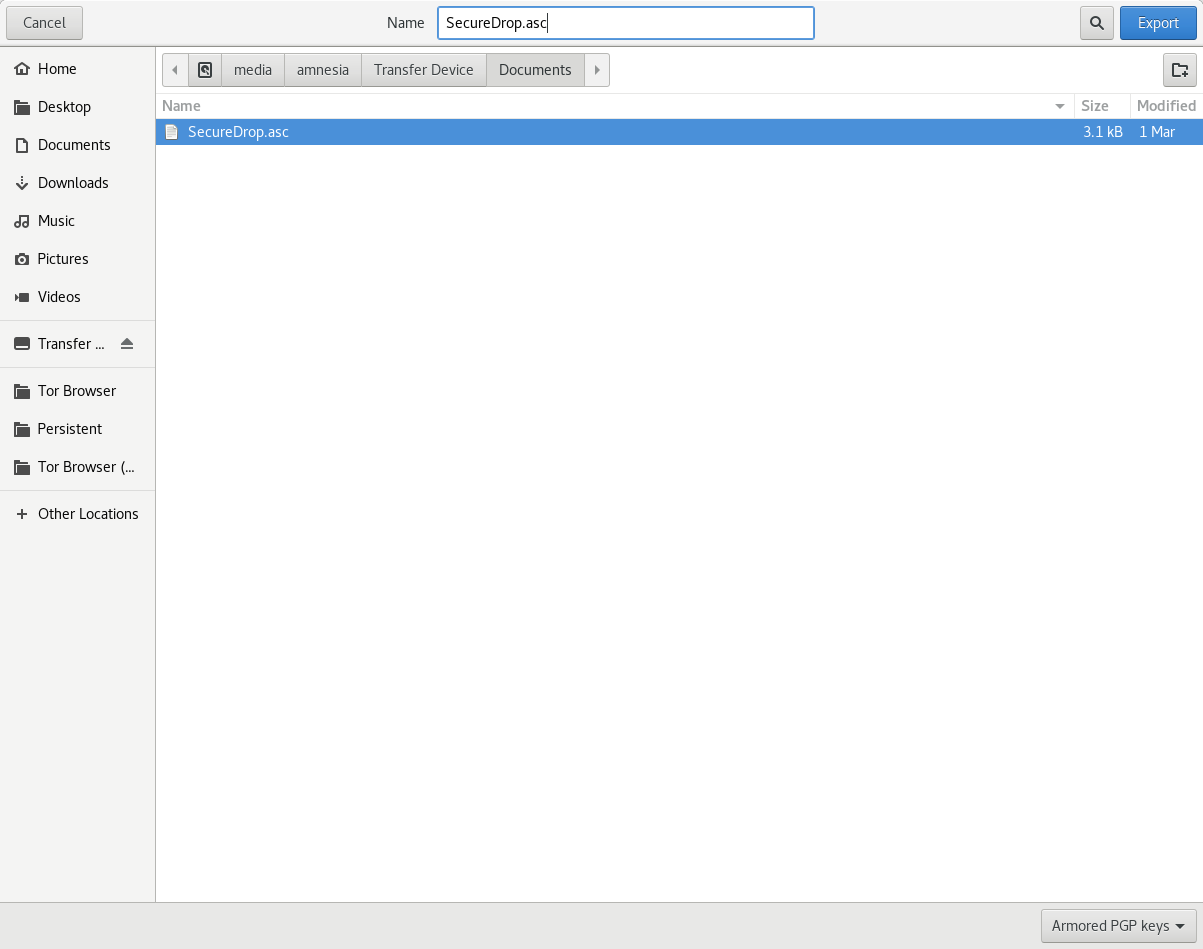 Cancel
Name
SecureDrop.asc
Export
Home
Desktop
Documents
Downloads
Music
Pictures
Videos
Transfer ...
Tor Browser
Persistent
Tor Browser (...
Other Locations
media
amnesia
Transfer Device
Documents
Name
Size
Modified
SecureDrop.asc
3.1 kB
1 Mar
Armored PGP keys